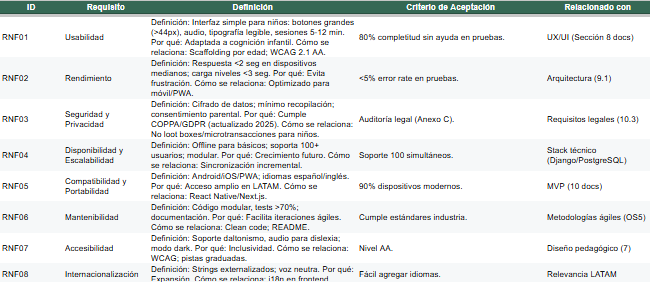 ID Requisito Definición Criterio de Aceptación Relacionado con
Definición: Interfaz simple para niños: botones grandes
(>44px), audio, tipografía legible, sesiones 5-12 min.
RNF01 Usabilidad 80% completitud sin ayuda en pruebas. UX/UI (Sección 8 docs)
Por qué: Adaptada a cognición infantil. Cómo se
relaciona: Scaffolding por edad; WCAG 2.1 AA.
Definición: Respuesta <2 seg en dispositivos
medianos; carga niveles <3 seg. Por qué: Evita
RNF02 Rendimiento <5% error rate en pruebas. Arquitectura (9.1)
frustración. Cómo se relaciona: Optimizado para
móvil/PWA.
Definición: Cifrado de datos; mínimo recopilación;
Seguridad y consentimiento parental. Por qué: Cumple
RNF03 Auditoría legal (Anexo C). Requisitos legales (10.3)
Privacidad COPPA/GDPR (actualizado 2025). Cómo se relaciona:
No loot boxes/microtransacciones para niños.
Definición: Offline para básicos; soporta 100+
RNF04 Disponibilidad y Escalabilidad usuarios; modular. Por qué: Crecimiento futuro. Cómo Soporte 100 simultáneos. Stack técnico (Django/PostgreSQL)
se relaciona: Sincronización incremental.
Definición: Android/iOS/PWA; idiomas español/inglés.
RNF05 Compatibilidad y Portabilidad Por qué: Acceso amplio en LATAM. Cómo se 90% dispositivos modernos. MVP (10 docs)
relaciona: React Native/Next.js.
Definición: Código modular, tests >70%;
RNF06 Mantenibilidad documentación. Por qué: Facilita iteraciones ágiles. Cumple estándares industria. Metodologías ágiles (OS5)
Cómo se relaciona: Clean code; README.
Definición: Soporte daltonismo, audio para dislexia;
RNF07 Accesibilidad modo dark. Por qué: Inclusividad. Cómo se relaciona: Nivel AA. Diseño pedagógico (7)
WCAG; pistas graduadas.
Definición: Strings externalizados; voz neutra. Por qué:
RNF08 Internacionalización Expansión. Cómo se relaciona: i18n en frontend. Fácil agregar idiomas. Relevancia LATAM